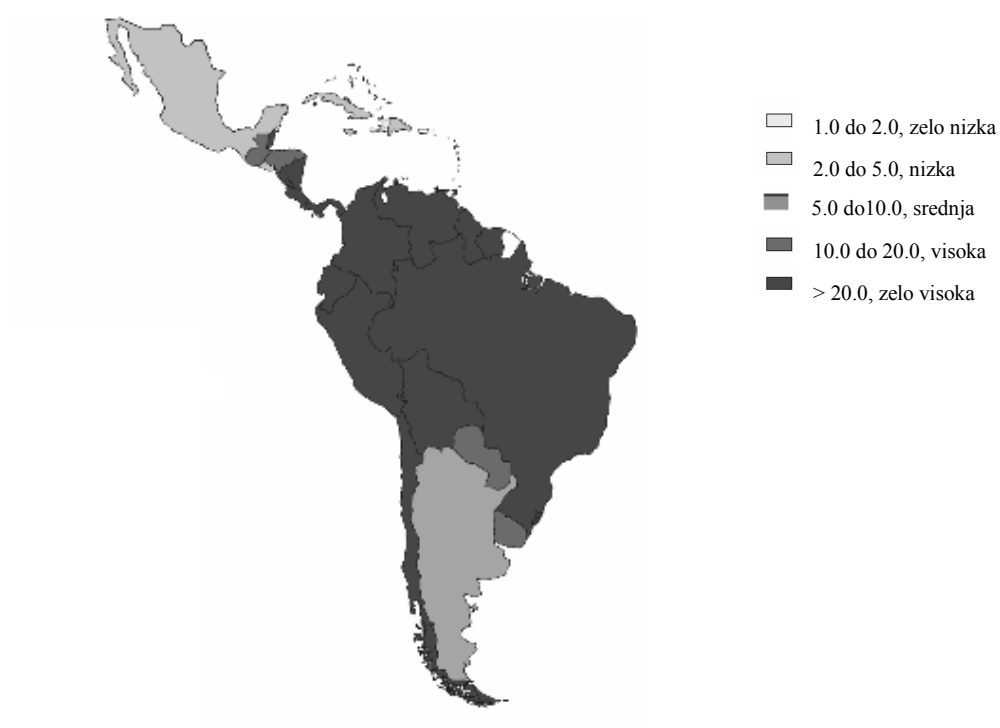 1.0 do 2.0, zelo nizka
2.0 do 5.0, nizka
5.0 do10.0, srednja
10.0 do 20.0, visoka
> 20.0, zelo visoka